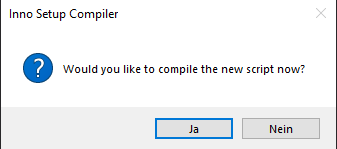 Inno Setup Compiler
Would you like to compile the new script now?
Ja
Nein